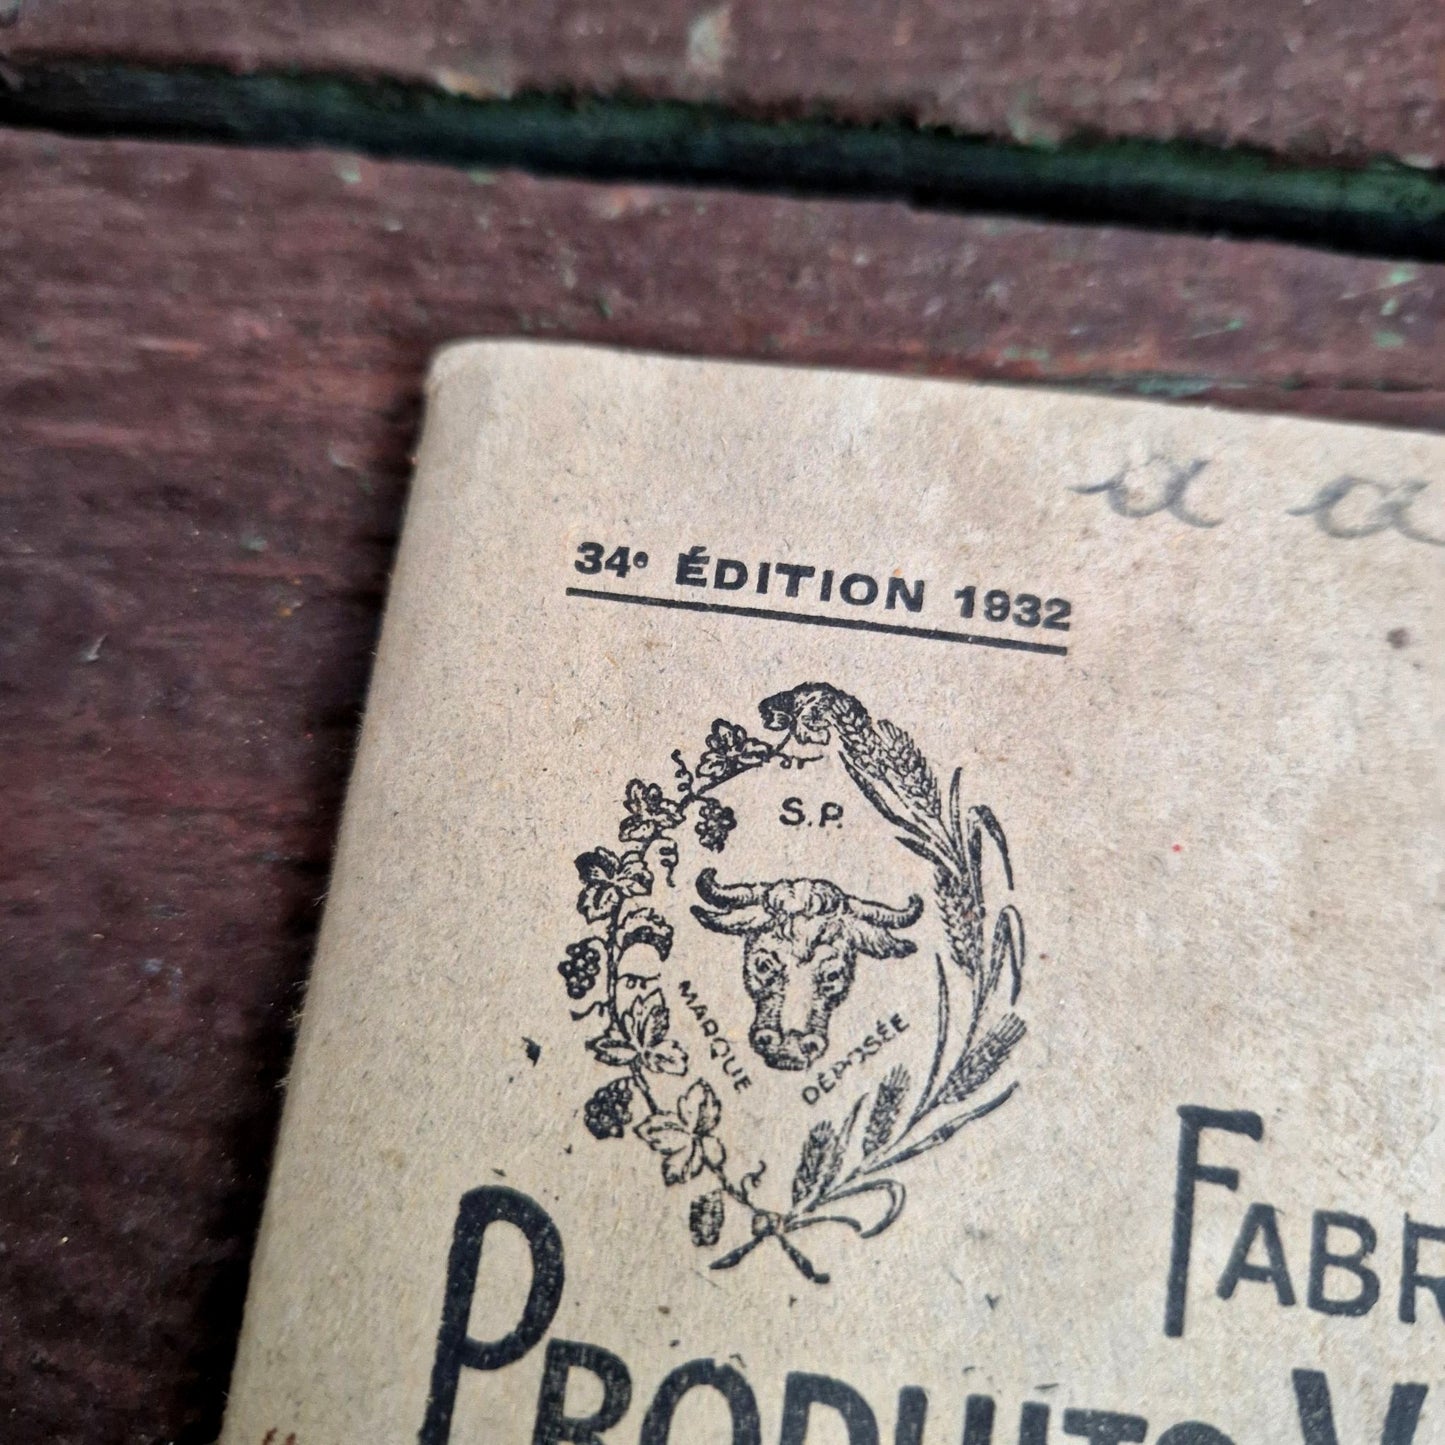 a a
34e ÉDITION 1932
S.P.
MARQUE DÉPOSÉE
FABR
PRODUITS V